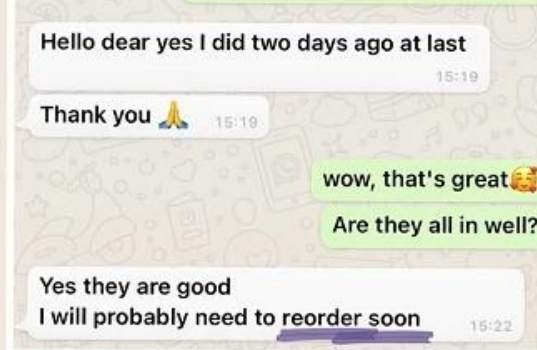 Hello dear yes I did two days ago at last
15:19
Thank you 🙏 15:19
wow, that's great🥰
Are they all in well?
Yes they are good
I will probably need to reorder soon
15:22